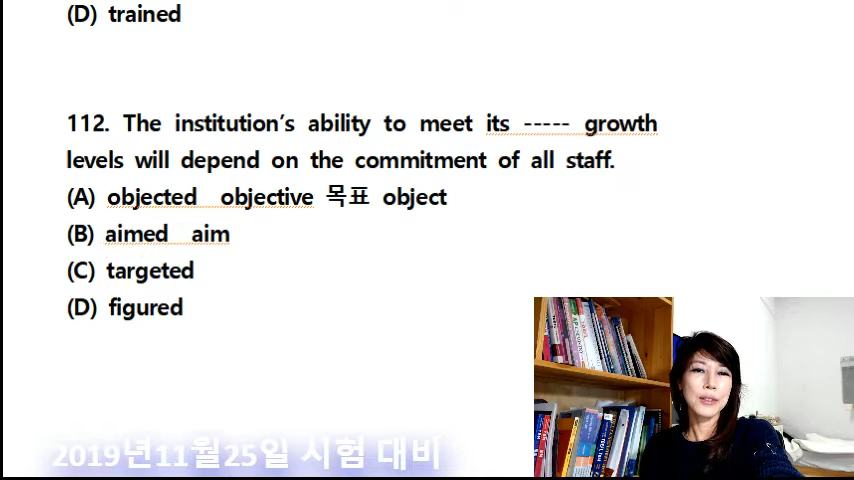 (D) trained
112. The institution's ability to meet its ----- growth
levels will depend on the commitment of all staff.
(A) objected objective 목표 object
(B) aimed aim
(C) targeted
(D) figured
2019년11월25일 시험 대비